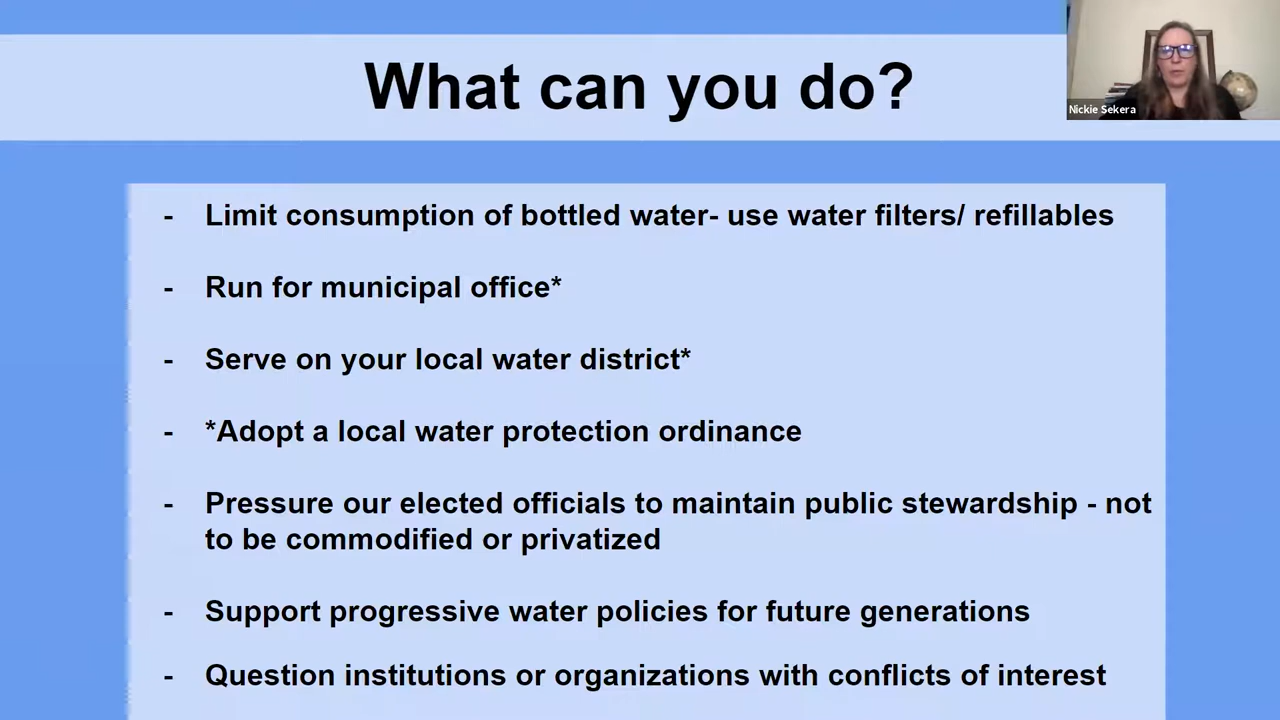 What can you do?
Nickie Sekera
- Limit consumption of bottled water- use water filters/ refillables
- Run for municipal office*
- Serve on your local water district*
- *Adopt a local water protection ordinance
- Pressure our elected officials to maintain public stewardship - not
to be commodified or privatized
- Support progressive water policies for future generations
- Question institutions or organizations with conflicts of interest